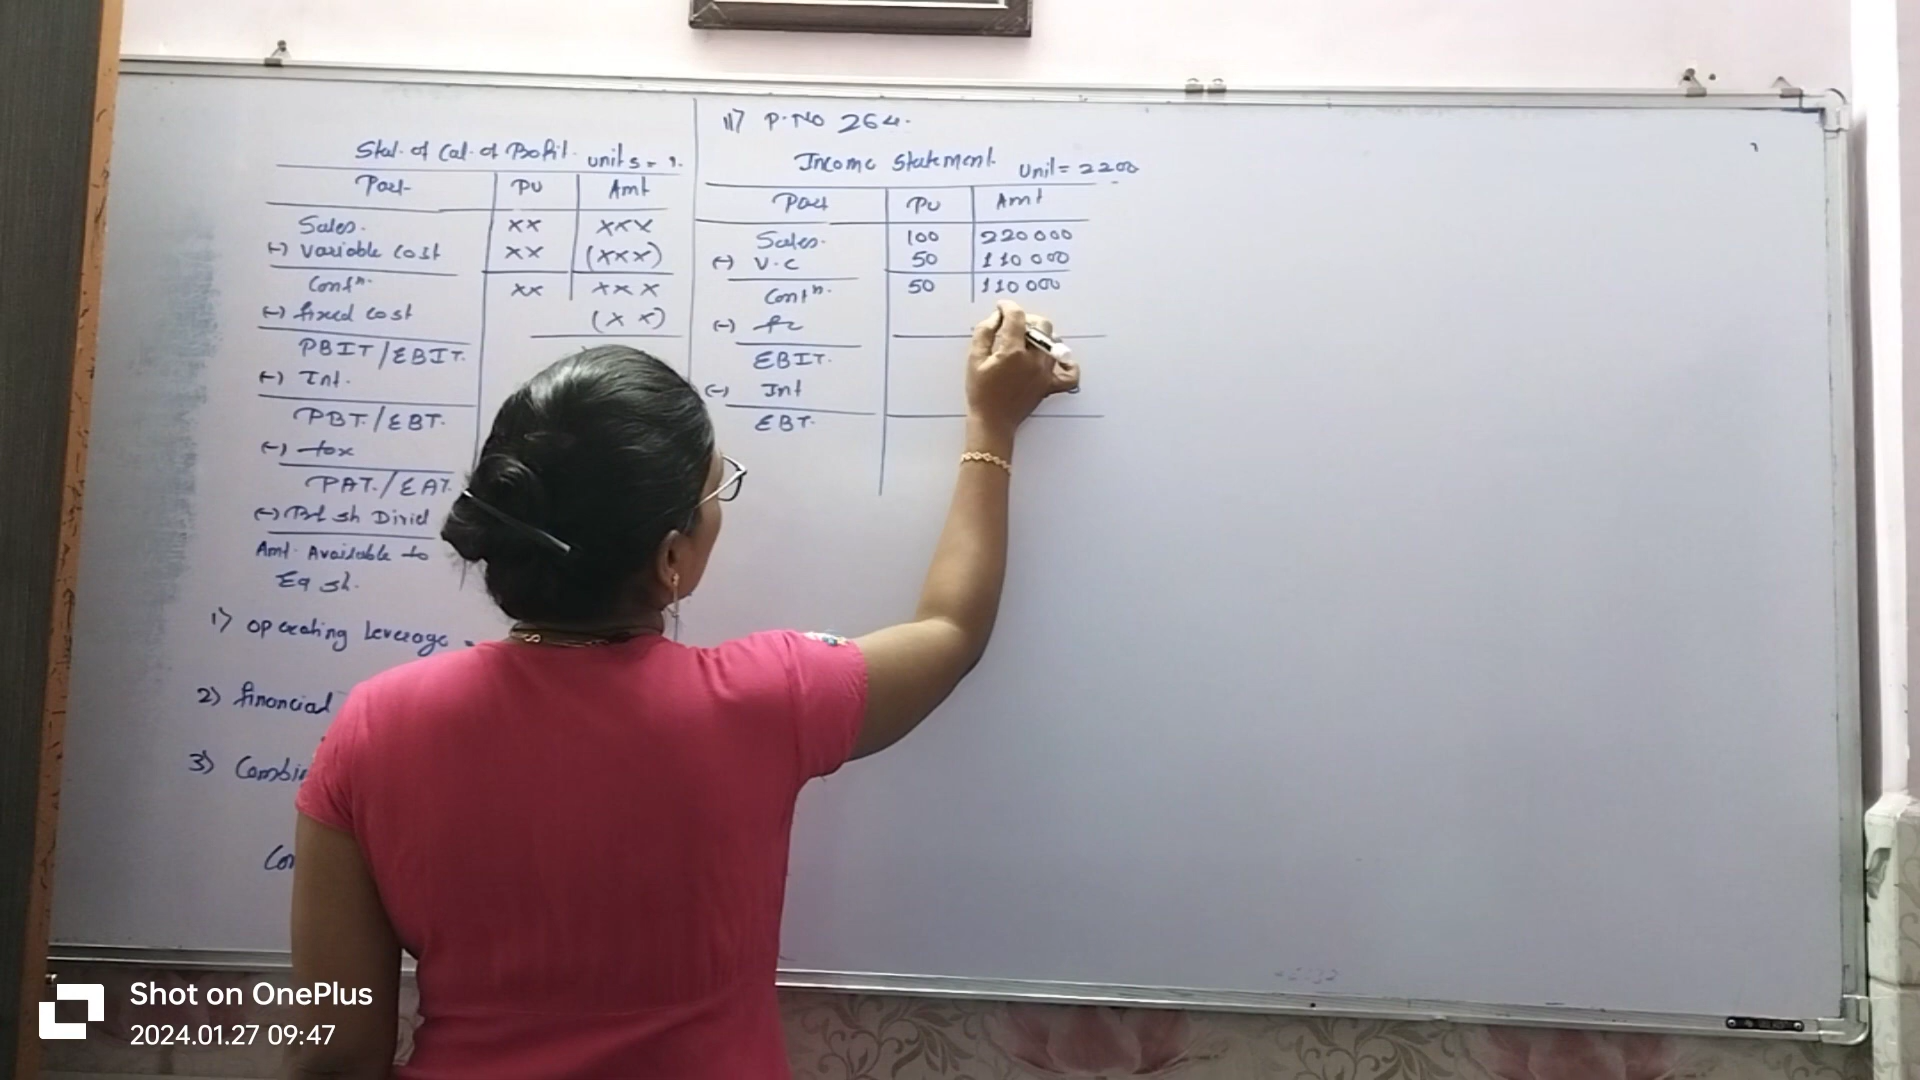 Stat. of Cal. of Profit. units = 1.
Part. PU Amt
Sales. xx xxx
(-) Variable cost xx (xxx)
Contn. xx xxx
(-) fixed cost (xx)
PBIT/EBIT.
(-) Int.
PBT./EBT.
(-) tax
PAT./EAT.
(-) Prf sh Divid
Amt. Available to
Eq sh.
1) operating Leverage =
2) financial
3) Combin
Con
11) P.No 264.
Income Statement Unit = 2200
Part PU Amt
Sales. 100 220000
(-) V.C 50 110000
Contn. 50 110000
(-) fc
EBIT.
(-) Int
EBT.
Shot on OnePlus
2024.01.27 09:47